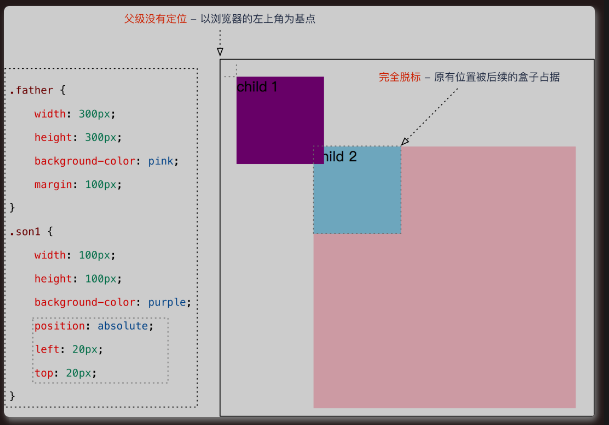 父级没有定位 – 以浏览器的左上角为基点
.father {
width: 300px;
height: 300px;
background-color: pink;
margin: 100px;
}
.son1 {
width: 100px;
height: 100px;
background-color: purple;
position: absolute;
left: 20px;
top: 20px;
}
child 1
完全脱标 – 原有位置被后续的盒子占据
hild 2